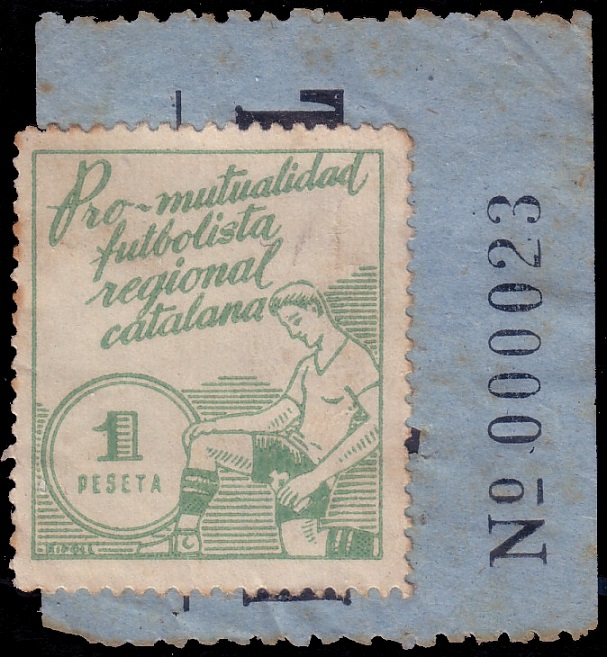 Pro-mutualidad
futbolista
regional
catalana
1
PESETA
Nº 000023